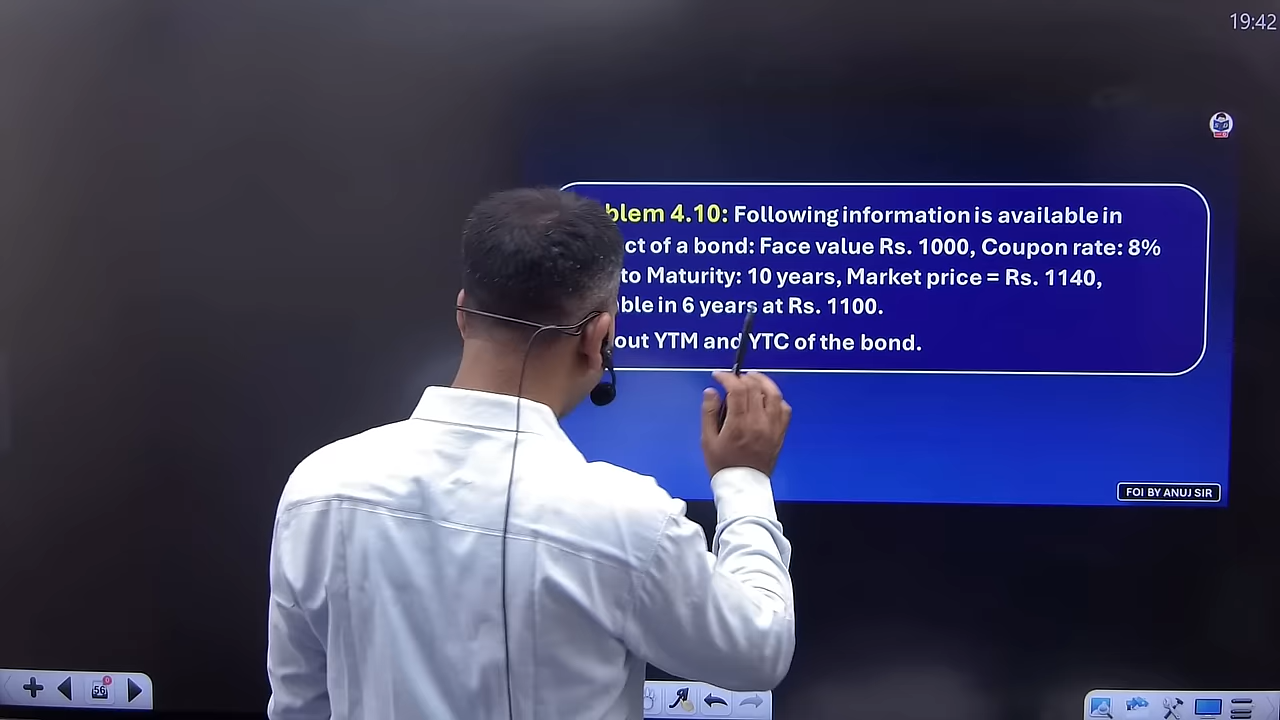 19:42
blem 4.10: Following information is available in
ct of a bond: Face value Rs. 1000, Coupon rate: 8%
to Maturity: 10 years, Market price = Rs. 1140,
ble in 6 years at Rs. 1100.
out YTM and YTC of the bond.
FOI BY ANUJ SIR
56